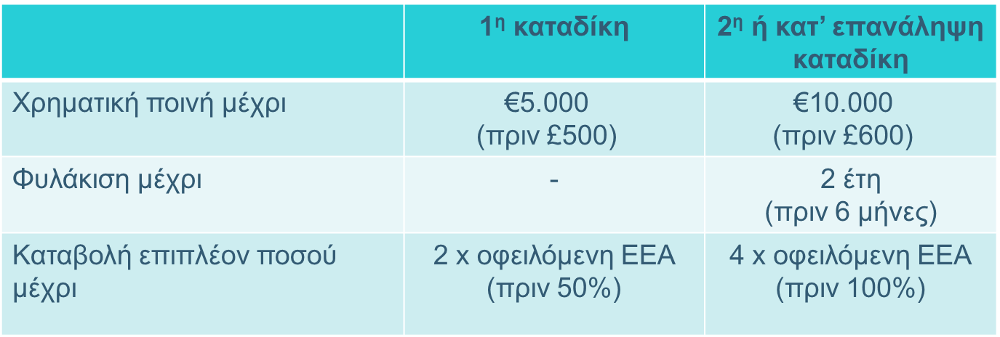 1η καταδίκη
2η ή κατ’ επανάληψη
καταδίκη
Χρηματική ποινή μέχρι
€5.000
(πριν £500)
€10.000
(πριν £600)
Φυλάκιση μέχρι
-
2 έτη
(πριν 6 μήνες)
Καταβολή επιπλέον ποσού
μέχρι
2 x οφειλόμενη ΕΕΑ
(πριν 50%)
4 x οφειλόμενη ΕΕΑ
(πριν 100%)